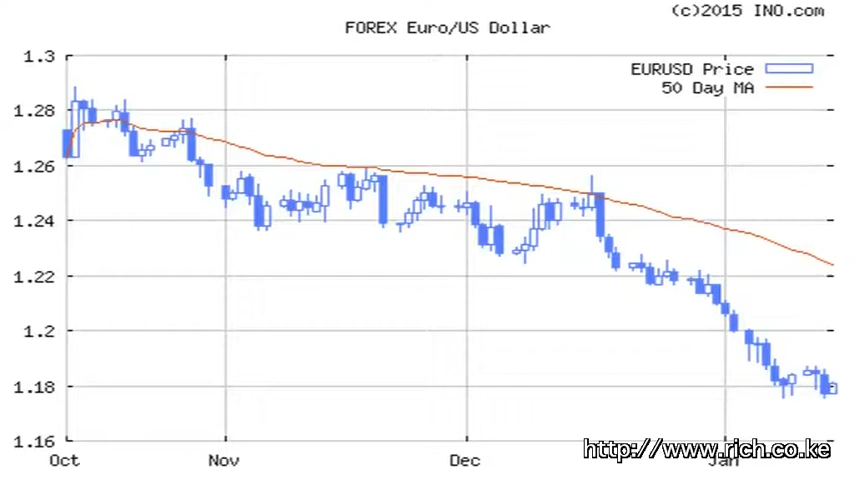 (c)2015 INO.com
FOREX Euro/US Dollar
1.3
EURUSD Price
50 Day MA
1.28
1.26
1.24
1.22
1.2
1.18
1.16
http://www.rich.co.ke
Oct Nov Dec Jan